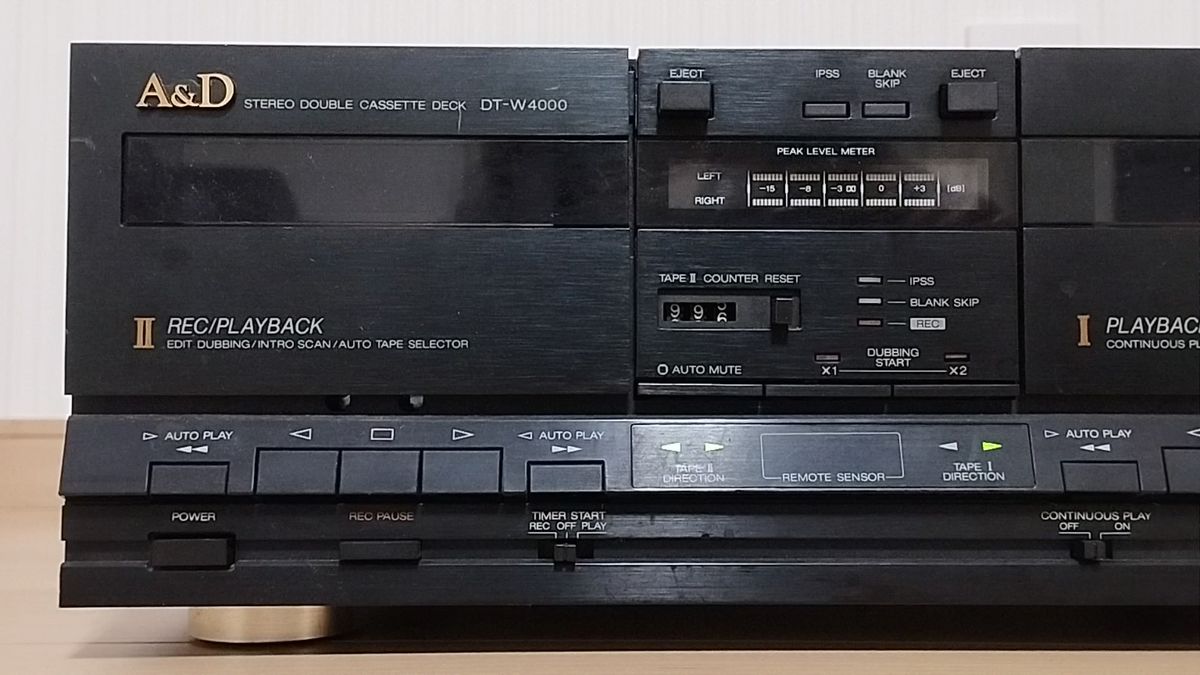 A&D STEREO DOUBLE CASSETTE DECK DT-W4000
EJECT
IPSS
BLANK
SKIP
EJECT
PEAK LEVEL METER
LEFT
-15 -8 -3 0 +3 [dB]
RIGHT
TAPE II COUNTER RESET
IPSS
BLANK SKIP
REC
II REC/PLAYBACK
EDIT DUBBING/INTRO SCAN/AUTO TAPE SELECTOR
AUTO MUTE
DUBBING
START
X1 X2
I PLAYBAC
CONTINUOUS PL
AUTO PLAY
AUTO PLAY
TAPE II
DIRECTION
REMOTE SENSOR
TAPE I
DIRECTION
AUTO PLAY
POWER
REC PAUSE
TIMER START
REC OFF PLAY
CONTINUOUS PLAY
OFF ON